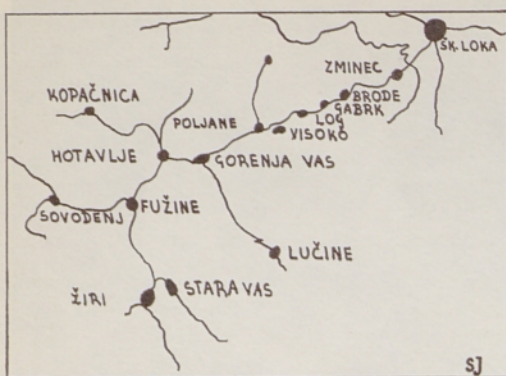 ŠK. LOKA
ZMINEC
BRODE
GABRK
LOG
VISOKO
POLJANE
KOPAČNICA
HOTAVLJE
GORENJA VAS
SOVODENJ
FUŽINE
LUČINE
STARA VAS
ŽIRI
SJ